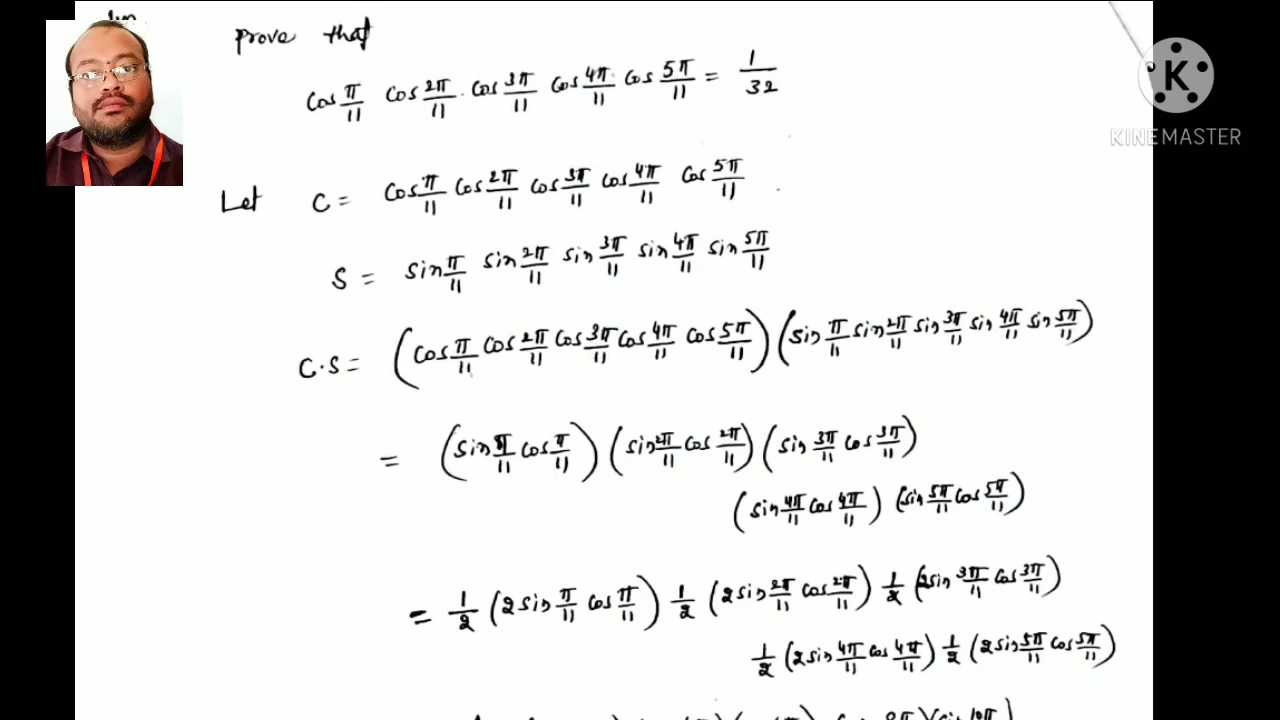 prove that
cos π/11 cos 2π/11 . cos 3π/11 cos 4π/11 cos 5π/11 = 1/32
K
KINEMASTER
Let C = cos π/11 cos 2π/11 cos 3π/11 cos 4π/11 cos 5π/11
S = sin π/11 sin 2π/11 sin 3π/11 sin 4π/11 sin 5π/11
C·S = (cos π/11 cos 2π/11 cos 3π/11 cos 4π/11 cos 5π/11) (sin π/11 sin 2π/11 sin 3π/11 sin 4π/11 sin 5π/11)
= (sin π/11 cos π/11) (sin 2π/11 cos 2π/11) (sin 3π/11 cos 3π/11)
(sin 4π/11 cos 4π/11) (sin 5π/11 cos 5π/11)
= 1/2 (2 sin π/11 cos π/11) 1/2 (2 sin 2π/11 cos 2π/11) 1/2 (2 sin 3π/11 cos 3π/11)
1/2 (2 sin 4π/11 cos 4π/11) 1/2 (2 sin 5π/11 cos 5π/11)